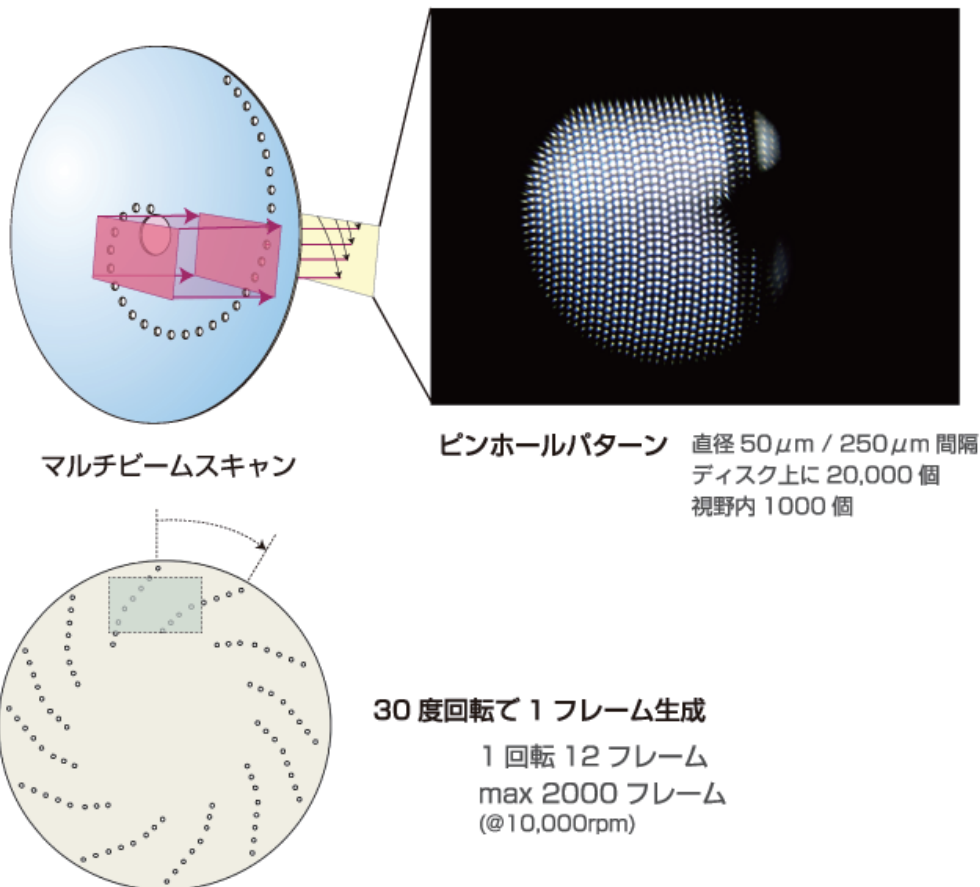 マルチビームスキャン
ピンホールパターン 直径 50μm / 250μm 間隔
ディスク上に 20,000 個
視野内 1000 個
30 度回転で 1 フレーム生成
1 回転 12 フレーム
max 2000 フレーム
(@10,000rpm)